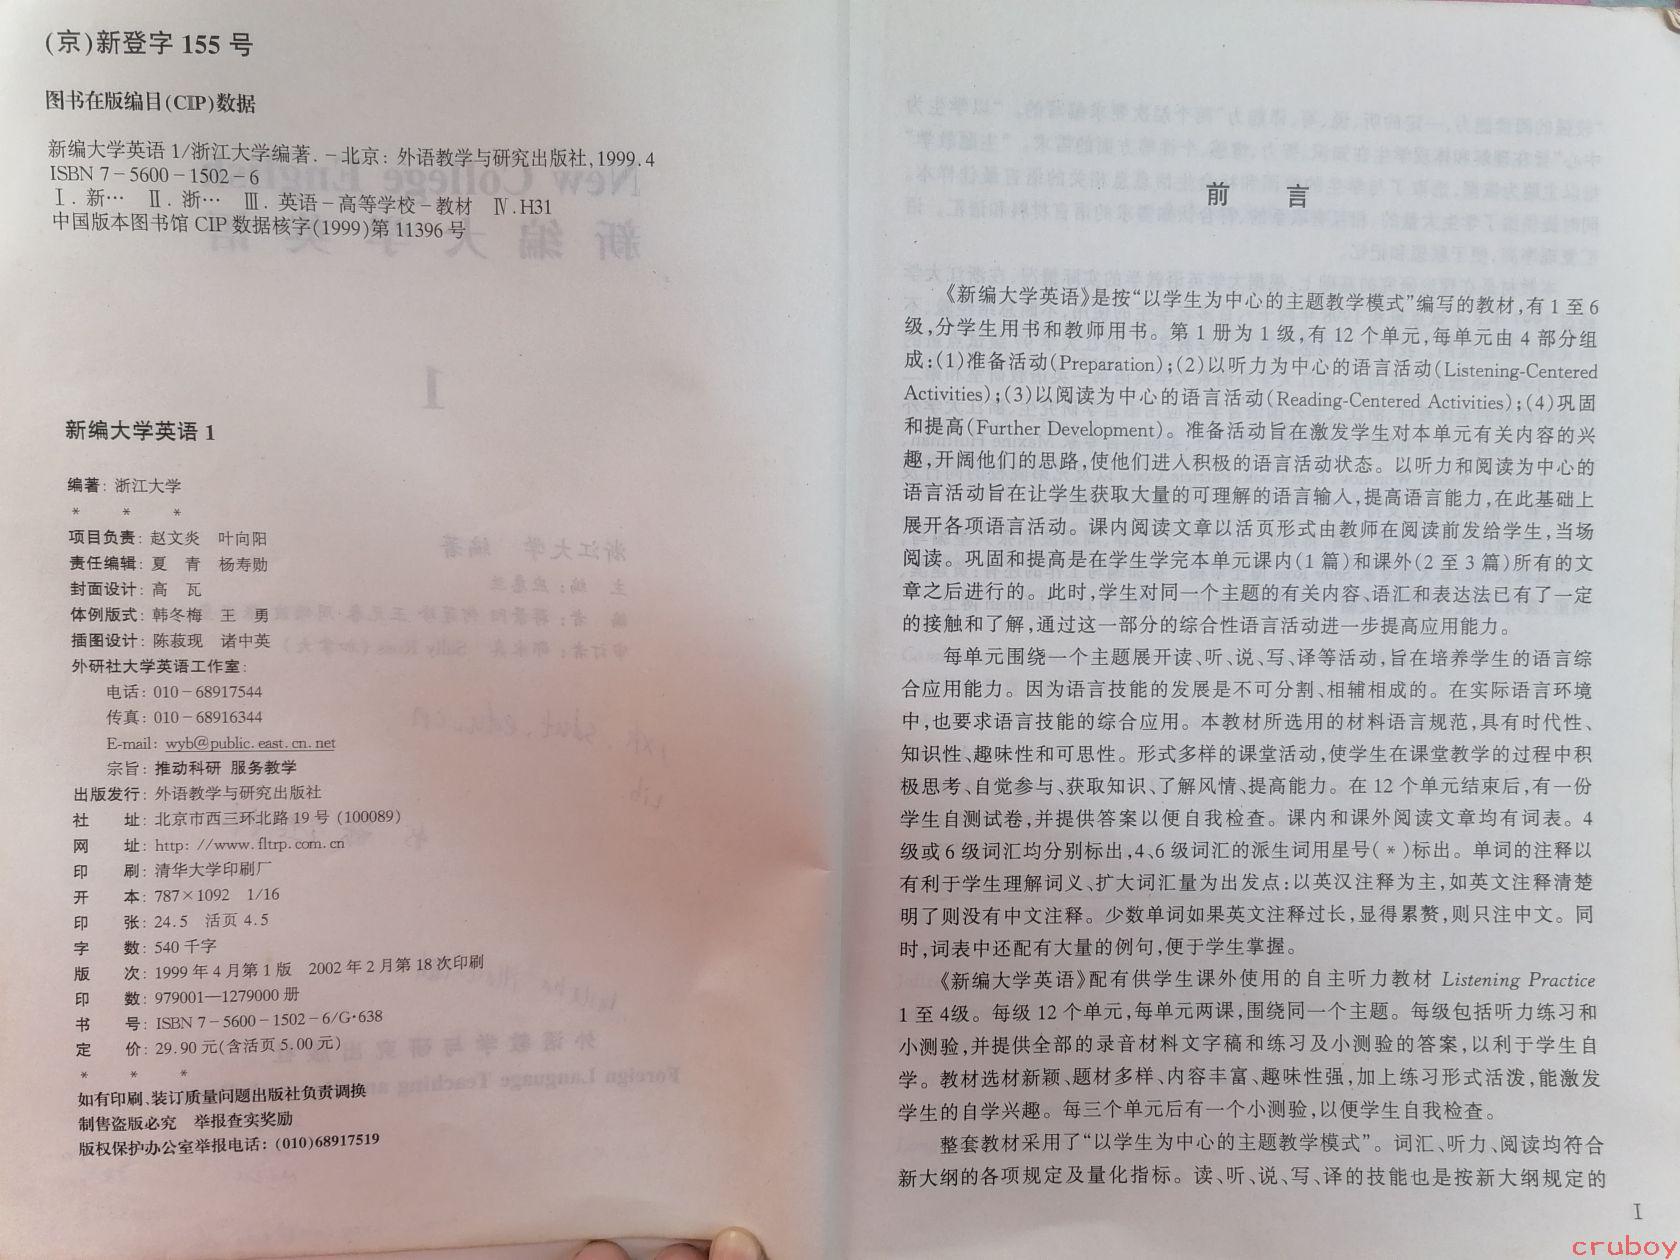 (京)新登字 155 号
图书在版编目(CIP)数据
新编大学英语 1/浙江大学编著. －北京: 外语教学与研究出版社, 1999.4
ISBN 7－5600－1502－6
Ⅰ. 新… Ⅱ. 浙… Ⅲ. 英语－高等学校－教材 Ⅳ. H31
中国版本图书馆 CIP 数据核字(1999)第 11396 号
新编大学英语 1
编著: 浙江大学
* * *
项目负责: 赵文炎 叶向阳
责任编辑: 夏 青 杨寿勋
封面设计: 高 瓦
体例版式: 韩冬梅 王 勇
插图设计: 陈菽现 诸中英
外研社大学英语工作室:
电话: 010－68917544
传真: 010－68916344
E-mail: wyb@public.east.cn.net
宗旨: 推动科研 服务教学
出版发行: 外语教学与研究出版社
社 址: 北京市西三环北路 19 号 (100089)
网 址: http: //www.fltrp.com.cn
印 刷: 清华大学印刷厂
开 本: 787×1092 1/16
印 张: 24.5 活页 4.5
字 数: 540 千字
版 次: 1999 年 4 月第 1 版 2002 年 2 月第 18 次印刷
印 数: 979001—1279000 册
书 号: ISBN 7－5600－1502－6/G·638
定 价: 29.90 元(含活页 5.00 元)
* * *
如有印刷、装订质量问题出版社负责调换
制售盗版必究 举报查实奖励
版权保护办公室举报电话: (010)68917519
前 言
《新编大学英语》是按“以学生为中心的主题教学模式”编写的教材,有 1 至 6
级,分学生用书和教师用书。第 1 册为 1 级,有 12 个单元,每单元由 4 部分组
成:(1)准备活动(Preparation);(2)以听力为中心的语言活动(Listening-Centered
Activities);(3)以阅读为中心的语言活动(Reading-Centered Activities);(4)巩固
和提高(Further Development)。准备活动旨在激发学生对本单元有关内容的兴
趣,开阔他们的思路,使他们进入积极的语言活动状态。以听力和阅读为中心的
语言活动旨在让学生获取大量的可理解的语言输入,提高语言能力,在此基础上
展开各项语言活动。课内阅读文章以活页形式由教师在阅读前发给学生,当场
阅读。巩固和提高是在学生学完本单元课内(1 篇)和课外(2 至 3 篇)所有的文
章之后进行的。此时,学生对同一个主题的有关内容、语汇和表达法已有了一定
的接触和了解,通过这一部分的综合性语言活动进一步提高应用能力。
每单元围绕一个主题展开读、听、说、写、译等活动,旨在培养学生的语言综
合应用能力。因为语言技能的发展是不可分割、相辅相成的。在实际语言环境
中,也要求语言技能的综合应用。本教材所选用的材料语言规范,具有时代性、
知识性、趣味性和可思性。形式多样的课堂活动,使学生在课堂教学的过程中积
极思考、自觉参与、获取知识、了解风情、提高能力。在 12 个单元结束后,有一份
学生自测试卷,并提供答案以便自我检查。课内和课外阅读文章均有词表。4
级或 6 级词汇均分别标出,4、6 级词汇的派生词用星号( * )标出。单词的注释以
有利于学生理解词义、扩大词汇量为出发点:以英汉注释为主,如英文注释清楚
明了则没有中文注释。少数单词如果英文注释过长,显得累赘,则只注中文。同
时,词表中还配有大量的例句,便于学生掌握。
《新编大学英语》配有供学生课外使用的自主听力教材 Listening Practice
1 至 4级。每级 12 个单元,每单元两课,围绕同一个主题。每级包括听力练习和
小测验,并提供全部的录音材料文字稿和练习及小测验的答案,以利于学生自
学。教材选材新颖、题材多样、内容丰富、趣味性强,加上练习形式活泼,能激发
学生的自学兴趣。每三个单元后有一个小测验,以便学生自我检查。
整套教材采用了“以学生为中心的主题教学模式”。词汇、听力、阅读均符合
新大纲的各项规定及量化指标。读、听、说、写、译的技能也是按新大纲规定的
I
cruboy